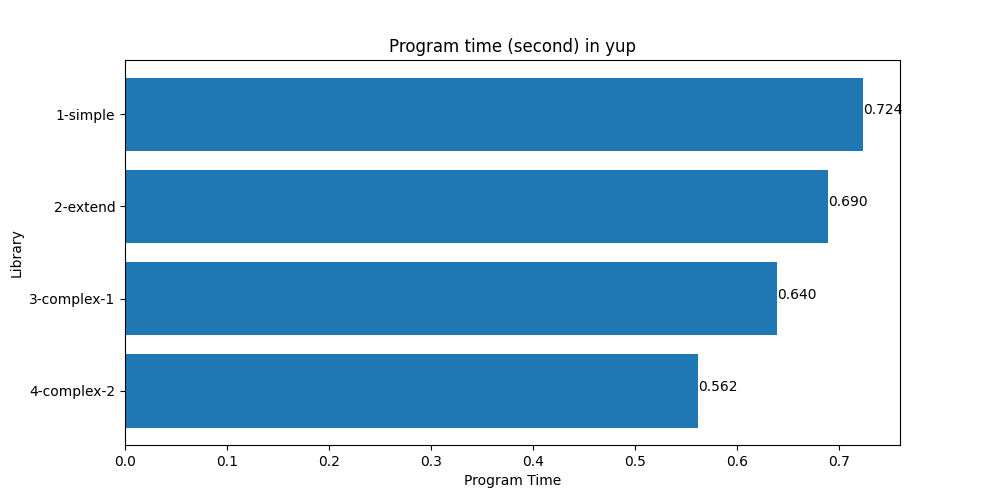 Program time (second) in yup
1-simple
0.724
2-extend
0.690
Library
3-complex-1
0.640
4-complex-2
0.562
0.0 0.1 0.2 0.3 0.4 0.5 0.6 0.7
Program Time